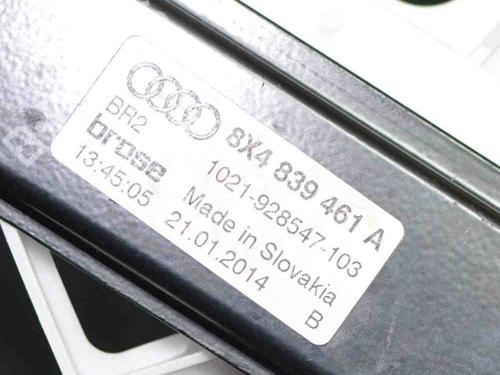 8X4 839 461 A
BR2
1021-928547-103
brose
Made in Slovakia
13:45:05
21.01.2014
B